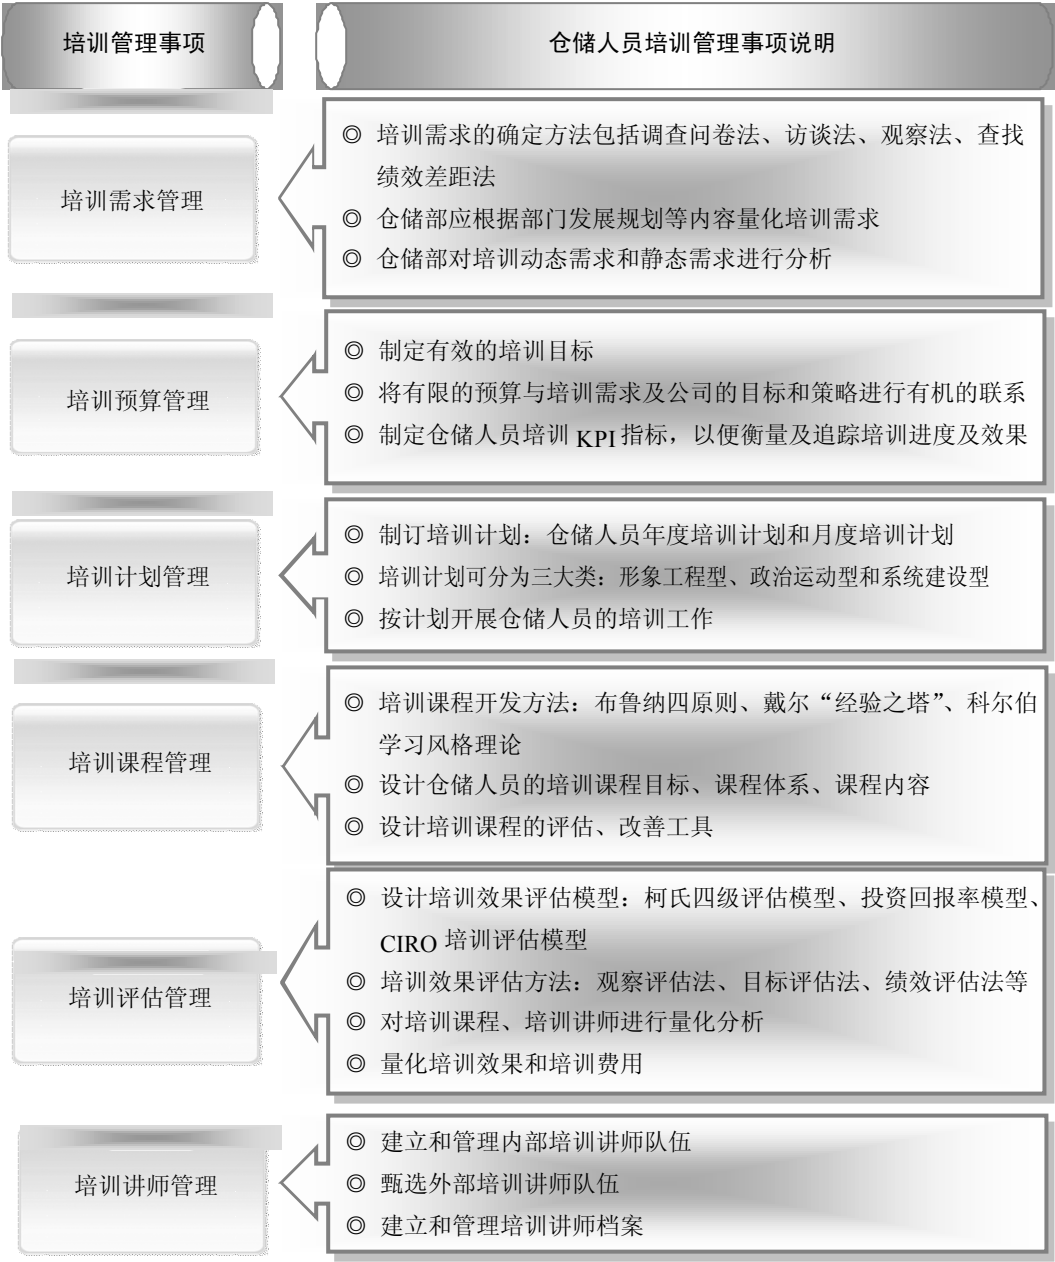 培训管理事项
仓储人员培训管理事项说明
培训需求管理
◎ 培训需求的确定方法包括调查问卷法、访谈法、观察法、查找
绩效差距法
◎ 仓储部应根据部门发展规划等内容量化培训需求
◎ 仓储部对培训动态需求和静态需求进行分析
培训预算管理
◎ 制定有效的培训目标
◎ 将有限的预算与培训需求及公司的目标和策略进行有机的联系
◎ 制定仓储人员培训 KPI 指标，以便衡量及追踪培训进度及效果
培训计划管理
◎ 制订培训计划：仓储人员年度培训计划和月度培训计划
◎ 培训计划可分为三大类：形象工程型、政治运动型和系统建设型
◎ 按计划开展仓储人员的培训工作
培训课程管理
◎ 培训课程开发方法：布鲁纳四原则、戴尔“经验之塔”、科尔伯
学习风格理论
◎ 设计仓储人员的培训课程目标、课程体系、课程内容
◎ 设计培训课程的评估、改善工具
培训评估管理
◎ 设计培训效果评估模型：柯氏四级评估模型、投资回报率模型、
CIRO 培训评估模型
◎ 培训效果评估方法：观察评估法、目标评估法、绩效评估法等
◎ 对培训课程、培训讲师进行量化分析
◎ 量化培训效果和培训费用
培训讲师管理
◎ 建立和管理内部培训讲师队伍
◎ 甄选外部培训讲师队伍
◎ 建立和管理培训讲师档案